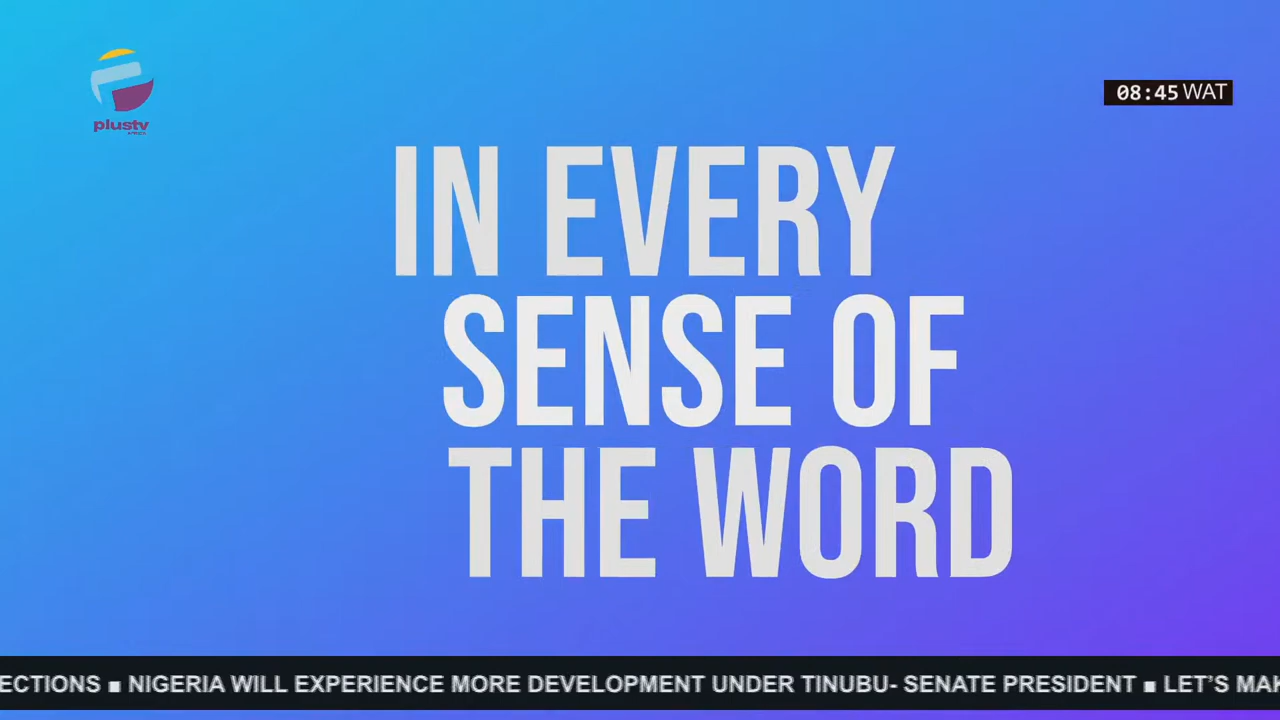 plustv
AFRICA
08:45 WAT
IN EVERY
SENSE OF
THE WORD
ECTIONS ■ NIGERIA WILL EXPERIENCE MORE DEVELOPMENT UNDER TINUBU- SENATE PRESIDENT ■ LET'S MAK